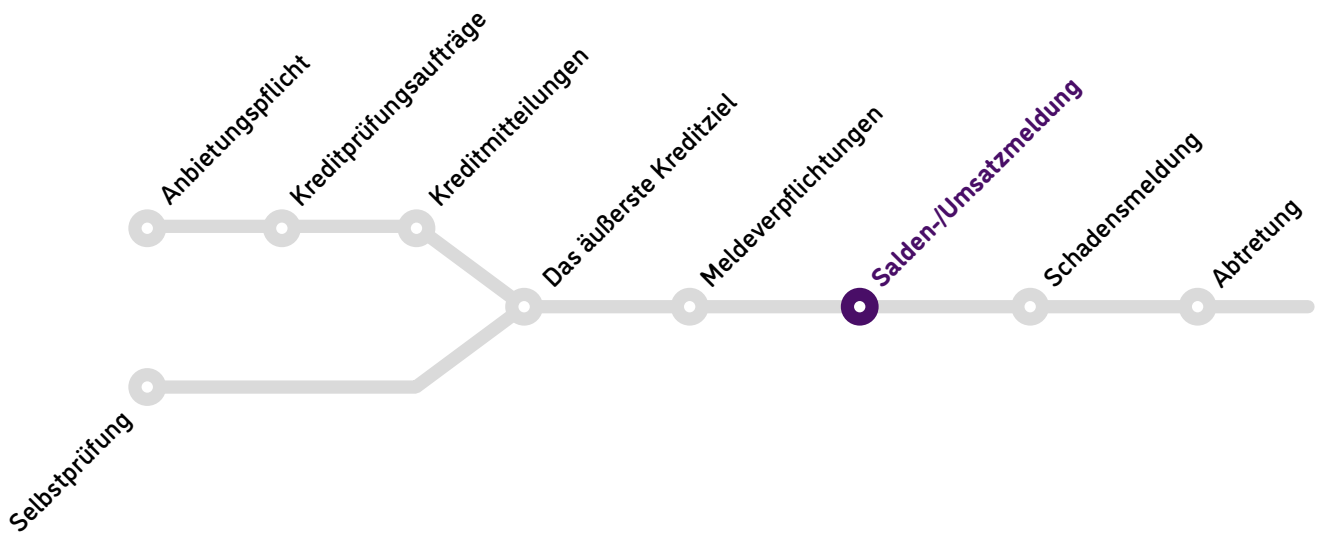 Anbietungspflicht
Kreditprüfungsaufträge
Kreditmitteilungen
Das äußerste Kreditziel
Meldeverpflichtungen
Salden-/Umsatzmeldung
Schadensmeldung
Abtretung
Selbstprüfung